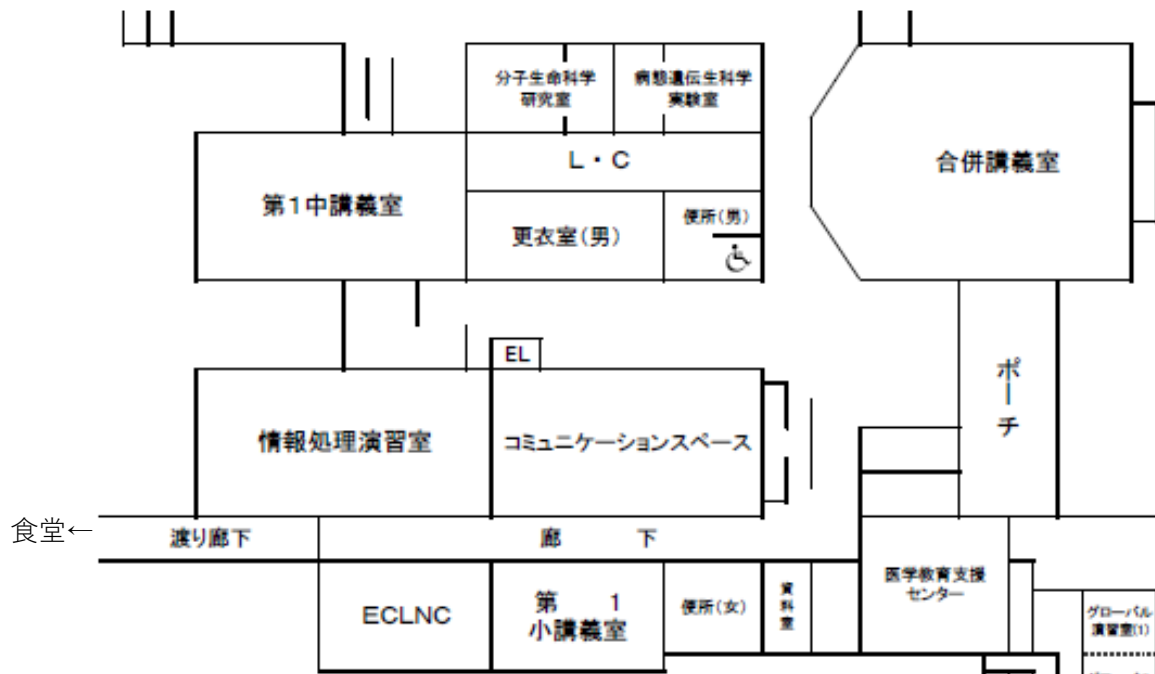 分子生命科学
研究室
病態遺伝生科学
実験室
L・C
合併講義室
第1中講義室
更衣室(男)
便所(男)
EL
ポーチ
情報処理演習室
コミュニケーションスペース
食堂←
渡り廊下
廊　　下
ECLNC
第　1
小講義室
便所(女)
資料室
医学教育支援
センター
グローバル
演習室(1)